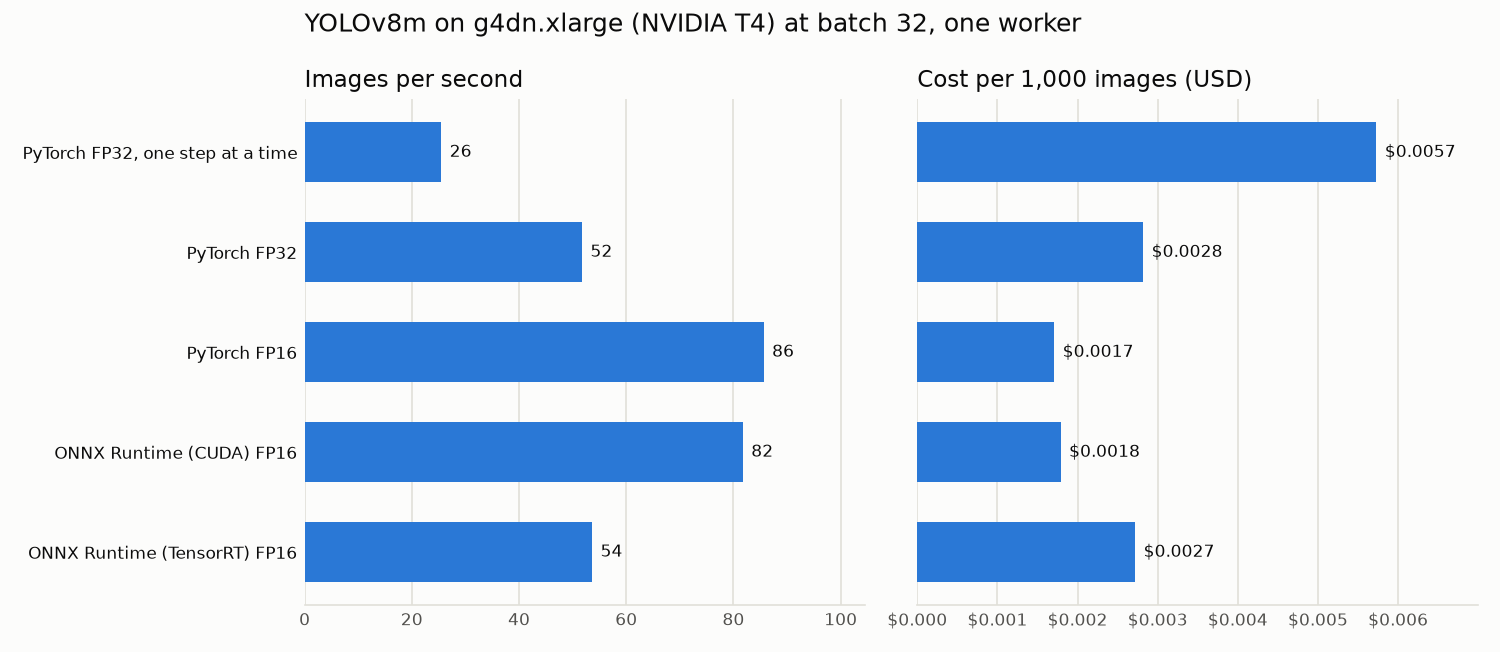 YOLOv8m on g4dn.xlarge (NVIDIA T4) at batch 32, one worker
Images per second
Cost per 1,000 images (USD)
PyTorch FP32, one step at a time
26
$0.0057
PyTorch FP32
52
$0.0028
PyTorch FP16
86
$0.0017
ONNX Runtime (CUDA) FP16
82
$0.0018
ONNX Runtime (TensorRT) FP16
54
$0.0027
0 20 40 60 80 100
$0.000 $0.001 $0.002 $0.003 $0.004 $0.005 $0.006